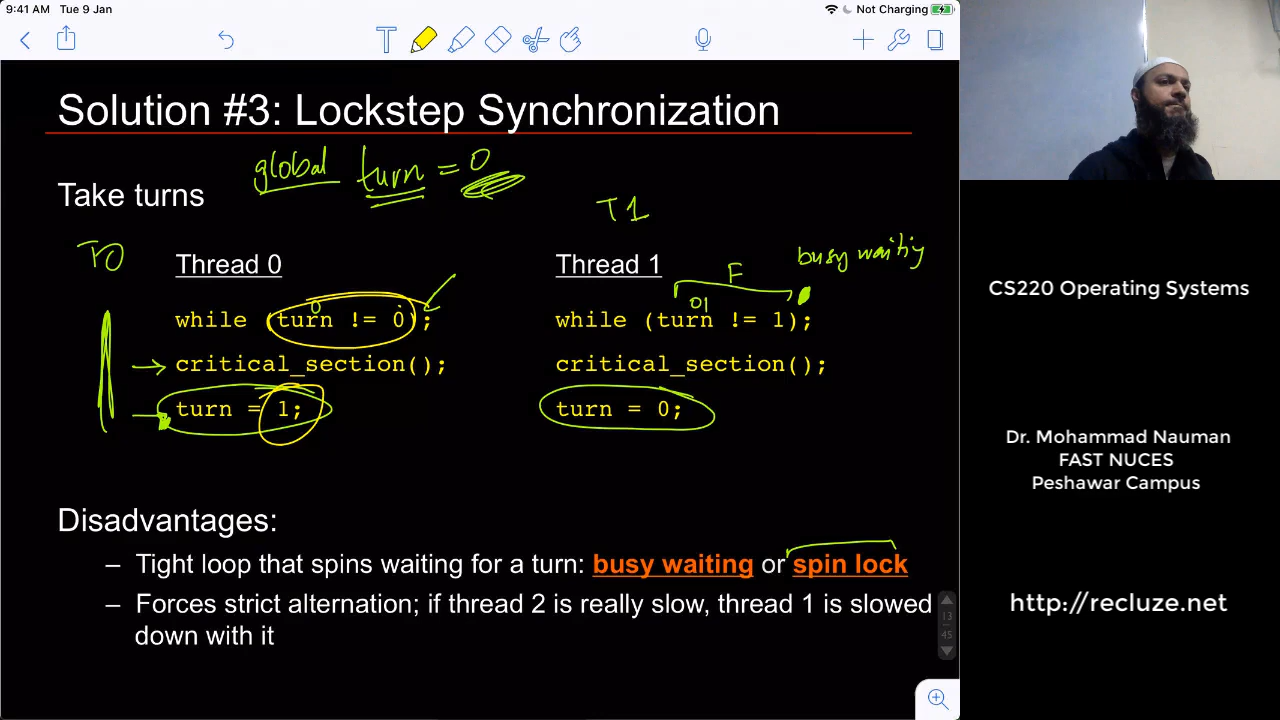 9:41 AM Tue 9 Jan
Not Charging
T
Solution #3: Lockstep Synchronization
global turn = 0
Take turns
T1
T0
busy waiting
Thread 0
Thread 1
F
0
01
while (turn != 0);
while (turn != 1);
critical_section();
critical_section();
turn = 1;
turn = 0;
Disadvantages:
– Tight loop that spins waiting for a turn: busy waiting or spin lock
– Forces strict alternation; if thread 2 is really slow, thread 1 is slowed
down with it
13
45
CS220 Operating Systems
Dr. Mohammad Nauman
FAST NUCES
Peshawar Campus
http://recluze.net